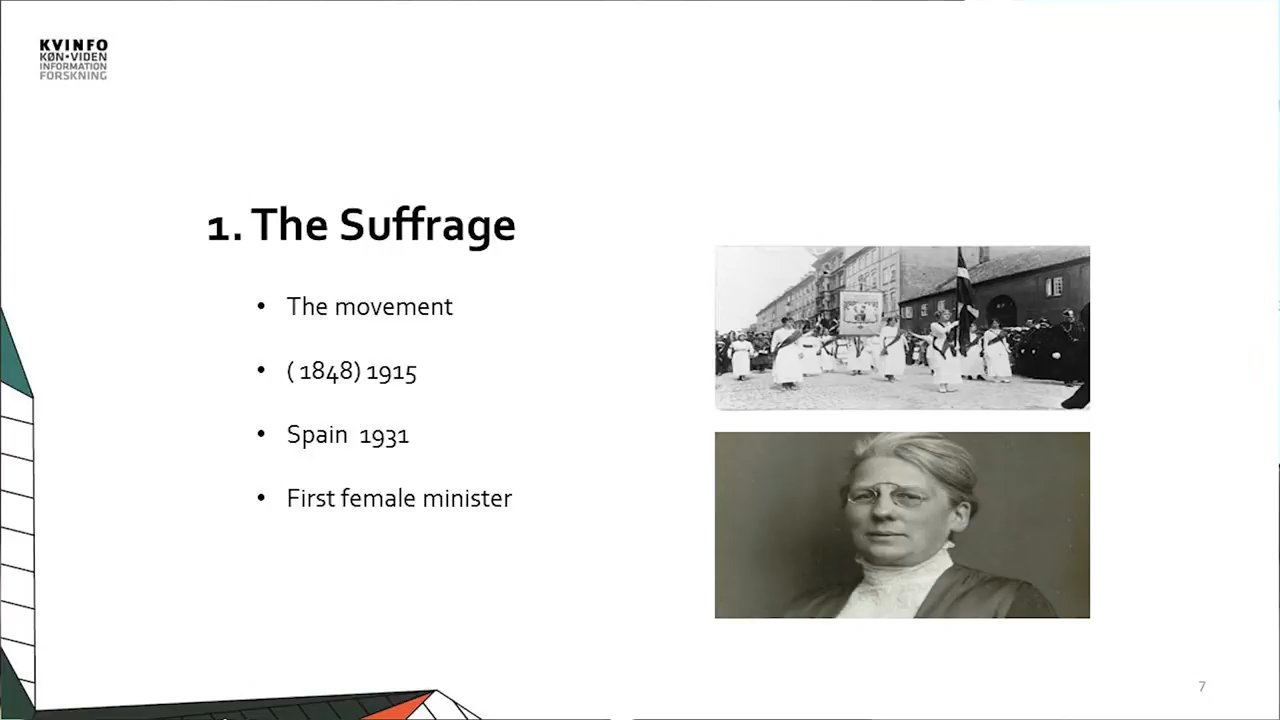 KVINFO
KØN•VIDEN
INFORMATION
FORSKNING
1. The Suffrage
• The movement
• ( 1848) 1915
• Spain 1931
• First female minister
7